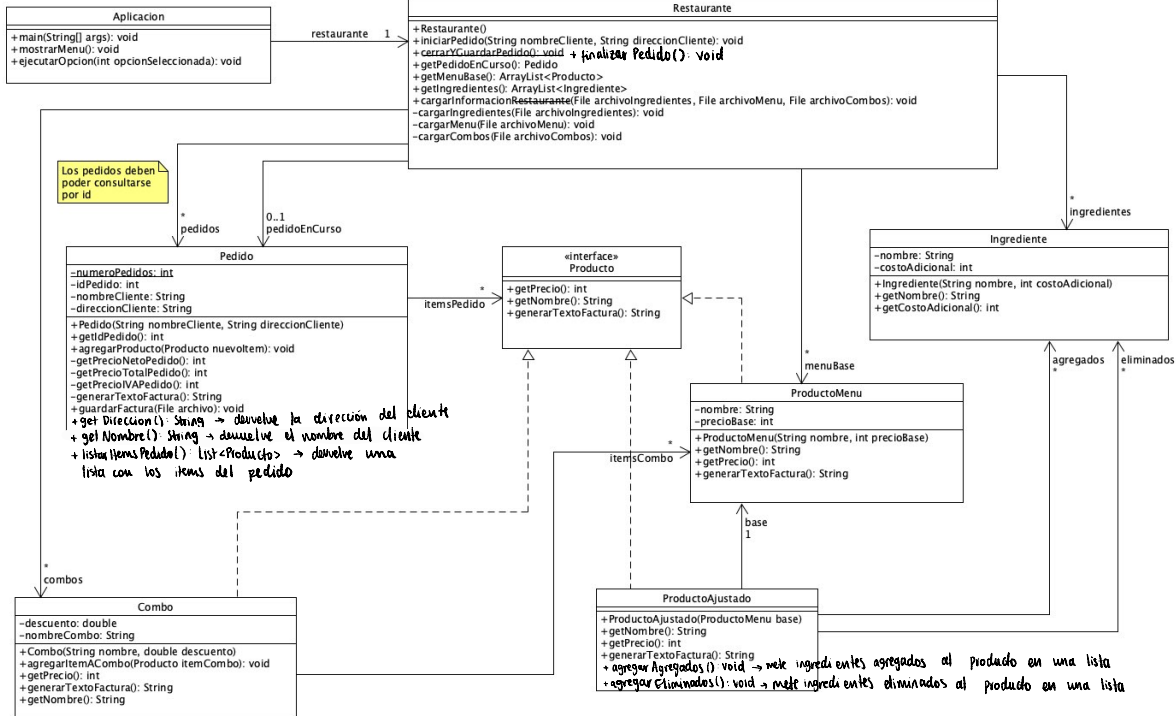 Aplicacion
+main(String[] args): void
+mostrarMenu(): void
+ejecutarOpcion(int opcionSeleccionada): void
restaurante 1
Restaurante
+Restaurante()
+iniciarPedido(String nombreCliente, String direccionCliente): void
+cerrarYGuardarPedido(): void + finalizar Pedido(): void
+getPedidoEnCurso: Pedido
+getMenuBase(): ArrayList<Producto>
+getIngredientes(): ArrayList<Ingrediente>
+cargarInformacionRestaurante(File archivoIngredientes, File archivoMenu, File archivoCombos): void
-cargarIngredientes(File archivoIngredientes): void
-cargarMenu(File archivoMenu): void
-cargarCombos(File archivoCombos): void
Los pedidos deben
poder consultarse
por id
*
pedidos
0..1
pedidoEnCurso
*
ingredientes
Pedido
-numeroPedidos: int
-idPedido: int
-nombreCliente: String
-direccionCliente: String
+Pedido(String nombreCliente, String direccionCliente)
+getIdPedido(): int
+agregarProducto(Producto nuevoItem): void
-getPrecioNetoPedido(): int
-getPrecioTotalPedido(): int
-getPrecioIVAPedido(): int
-generarTextoFactura(): String
+guardarFactura(File archivo): void
+ get Direccion(): String → devuelve la dirección del cliente
+ get Nombre(): String → devuelve el nombre del cliente
+ listarItemsPedido(): List<Producto> → devuelve una
lista con los items del pedido
*
itemsPedido
«interface»
Producto
+getPrecio(): int
+getNombre(): String
+generarTextoFactura(): String
Ingrediente
-nombre: String
-costoAdicional: int
+Ingrediente(String nombre, int costoAdicional)
+getNombre(): String
+getCostoAdicional(): int
*
menuBase
agregados
*
eliminados
*
ProductoMenu
-nombre: String
-precioBase: int
+ProductoMenu(String nombre, int precioBase)
+getNombre(): String
+getPrecio(): int
+generarTextoFactura(): String
*
itemsCombo
base
1
*
combos
Combo
-descuento: double
-nombreCombo: String
+Combo(String nombre, double descuento)
+agregarItemACombo(Producto itemCombo): void
+getPrecio(): int
+generarTextoFactura(): String
+getNombre(): String
ProductoAjustado
+ProductoAjustado(ProductoMenu base)
+getNombre(): String
+getPrecio(): int
+generarTextoFactura(): String
+ agregar Agregados(): void → mete ingredientes agregados al producto en una lista
+ agregar Eliminados(): void → mete ingredientes eliminados al producto en una lista